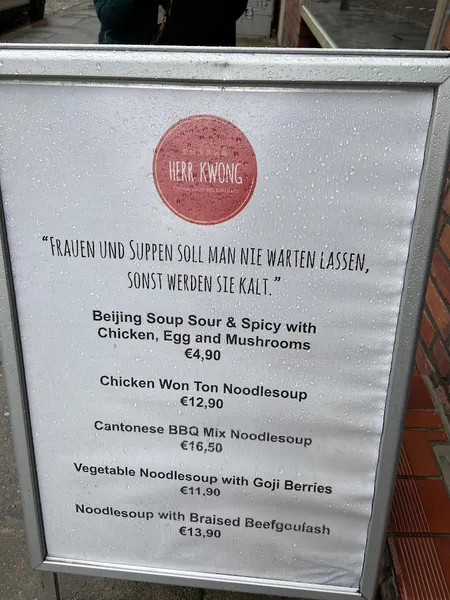 HERR KWONG
“FRAUEN UND SUPPEN SOLL MAN NIE WARTEN LASSEN,
SONST WERDEN SIE KALT.”
Beijing Soup Sour & Spicy with
Chicken, Egg and Mushrooms
€4,90
Chicken Won Ton Noodlesoup
€12,90
Cantonese BBQ Mix Noodlesoup
€16,50
Vegetable Noodlesoup with Goji Berries
€11,90
Noodlesoup with Braised Beefgoulash
€13,90